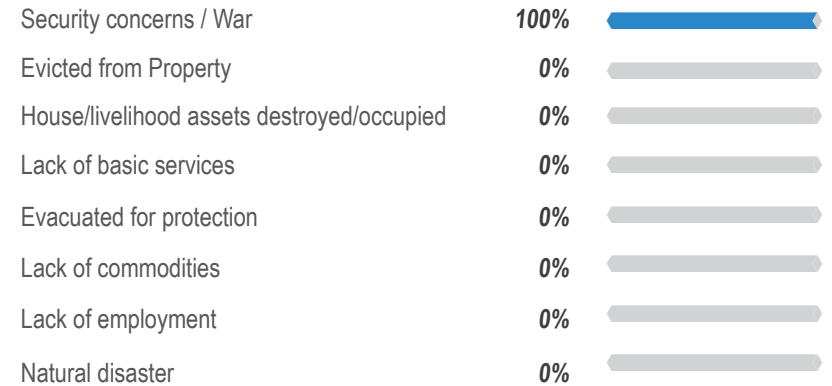 Security concerns / War 100%
Evicted from Property 0%
House/livelihood assets destroyed/occupied 0%
Lack of basic services 0%
Evacuated for protection 0%
Lack of commodities 0%
Lack of employment 0%
Natural disaster 0%